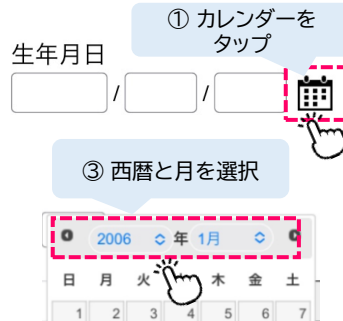 ① カレンダーを
タップ
生年月日
/ /
③ 西暦と月を選択
2006 年 1月
日 月 火 木 金 土
1 2 3 4 5 6 7